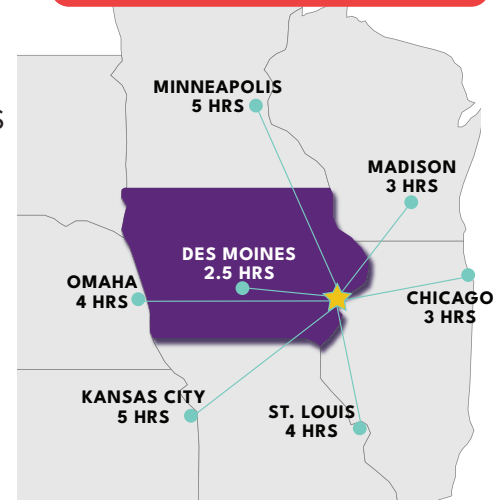 S
MINNEAPOLIS
5 HRS
MADISON
3 HRS
DES MOINES
2.5 HRS
OMAHA
4 HRS
CHICAGO
3 HRS
KANSAS CITY
5 HRS
ST. LOUIS
4 HRS